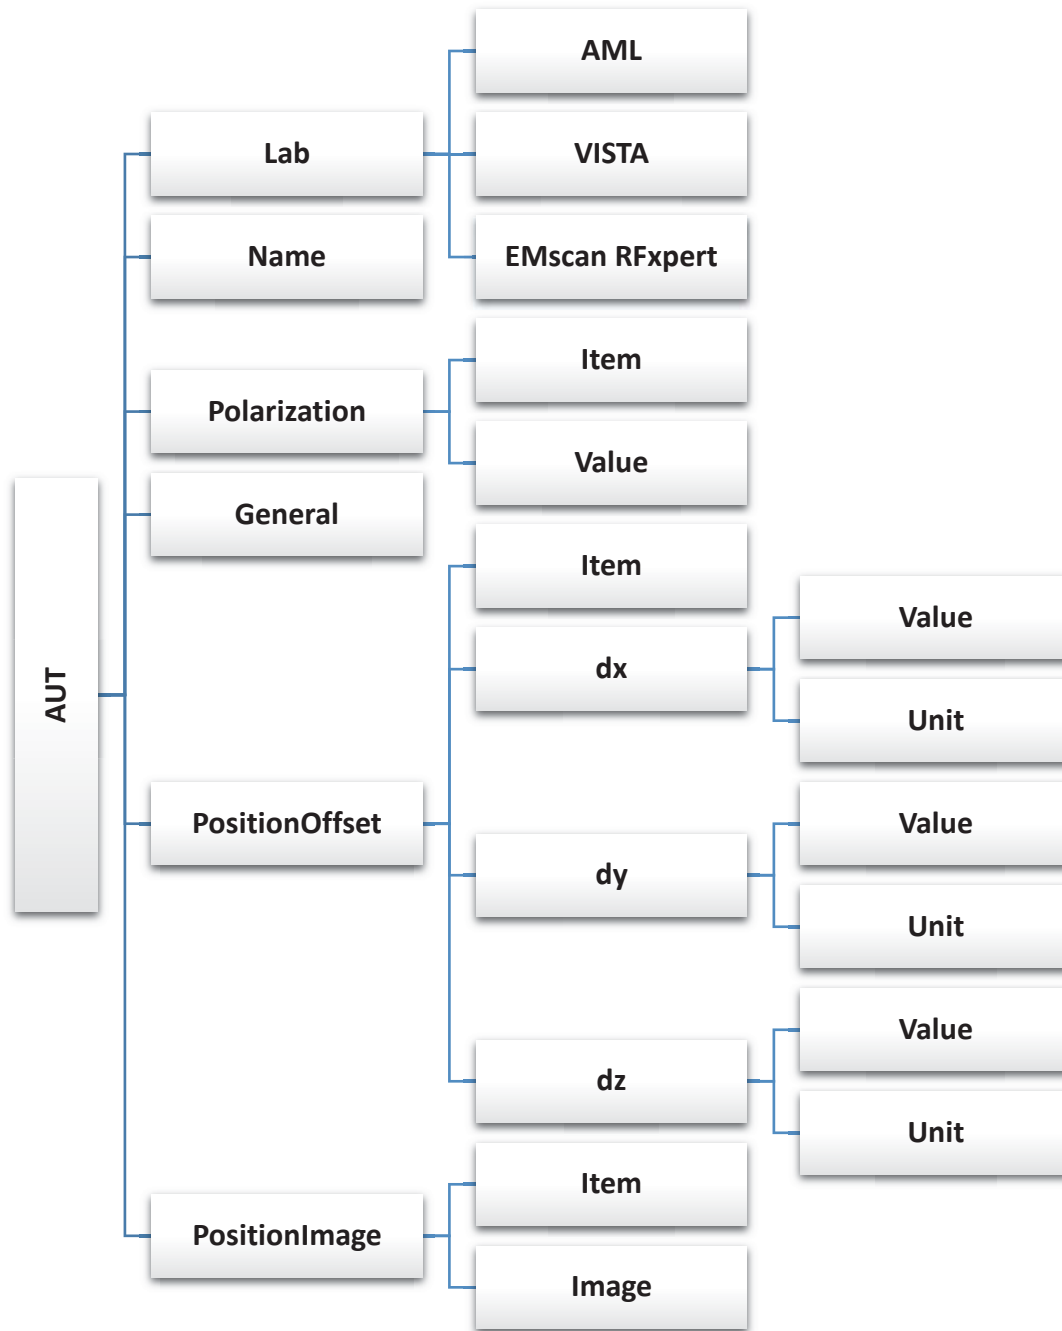 AML
Lab
VISTA
Name
EMscan RFxpert
Item
Polarization
Value
General
Item
Value
dx
Unit
AUT
PositionOffset
Value
dy
Unit
Value
dz
Unit
Item
PositionImage
Image